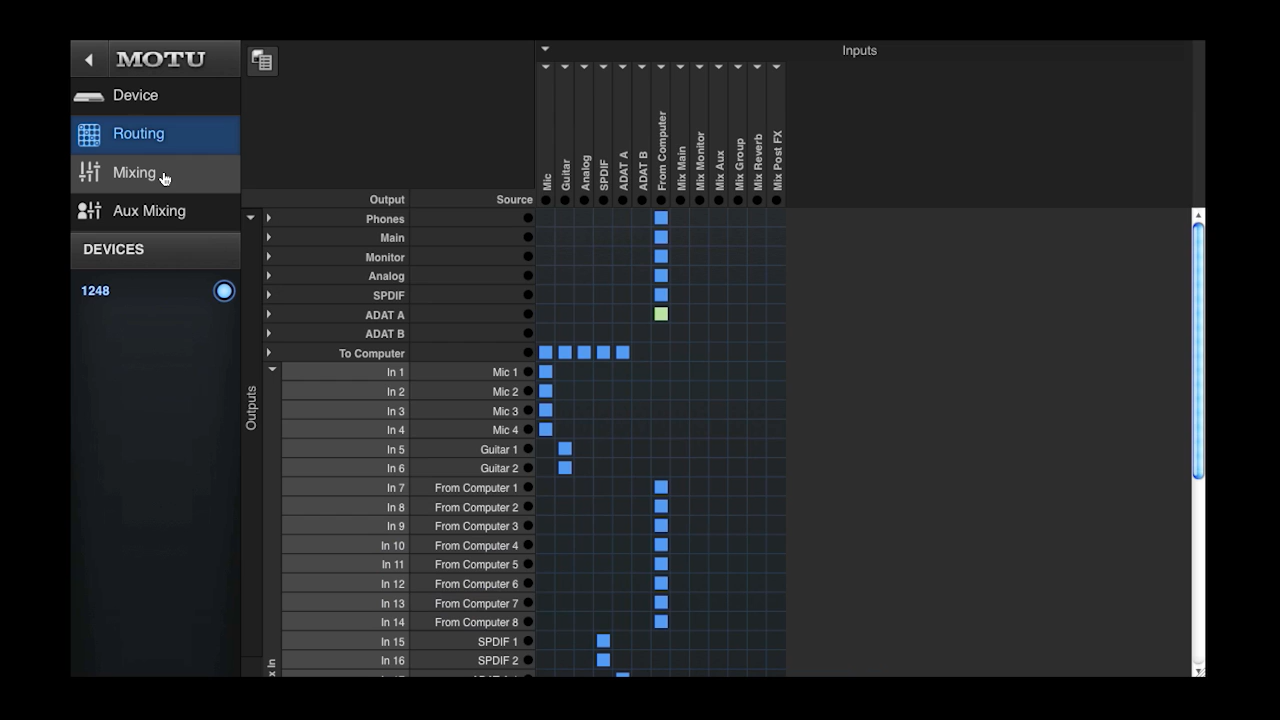 MOTU
Device
Routing
Mixing
Aux Mixing
DEVICES
1248
Inputs
Mic
Guitar
Analog
SPDIF
ADAT A
ADAT B
From Computer
Mix Main
Mix Monitor
Mix Aux
Mix Group
Mix Reverb
Mix Post FX
Output Source
Outputs
Phones
Main
Monitor
Analog
SPDIF
ADAT A
ADAT B
To Computer
In 1 Mic 1
In 2 Mic 2
In 3 Mic 3
In 4 Mic 4
In 5 Guitar 1
In 6 Guitar 2
In 7 From Computer 1
In 8 From Computer 2
In 9 From Computer 3
In 10 From Computer 4
In 11 From Computer 5
In 12 From Computer 6
In 13 From Computer 7
In 14 From Computer 8
In 15 SPDIF 1
In 16 SPDIF 2
x In